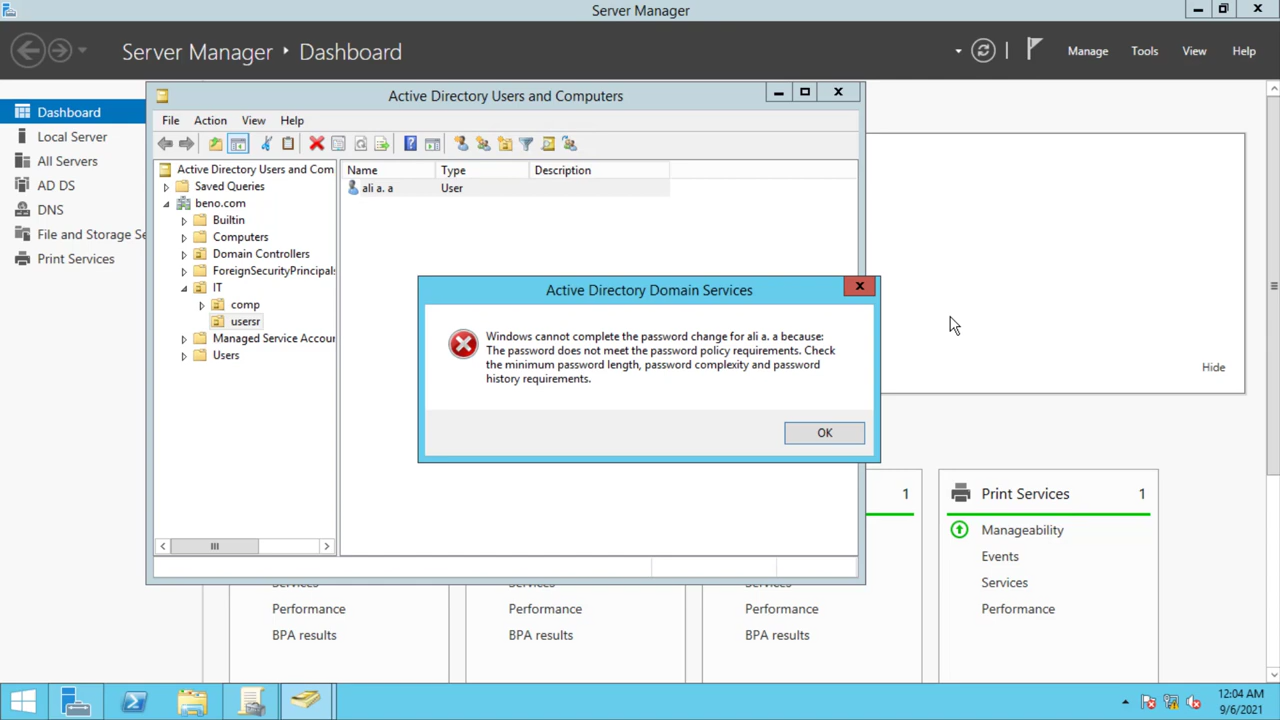 Server Manager
Server Manager
Dashboard
Manage
Tools
View
Help
Dashboard
Local Server
All Servers
AD DS
DNS
File and Storage Se
Print Services
Active Directory Users and Computers
File
Action
View
Help
Active Directory Users and Com
Saved Queries
beno.com
Builtin
Computers
Domain Controllers
ForeignSecurityPrincipals
IT
comp
usersr
Managed Service Accour
Users
Name
Type
Description
ali a. a
User
Active Directory Domain Services
Windows cannot complete the password change for ali a. a because:
The password does not meet the password policy requirements. Check
the minimum password length, password complexity and password
history requirements.
OK
Hide
1
Print Services
1
Manageability
Events
Services
Performance
Services
Performance
BPA results
Services
Performance
BPA results
Services
Performance
BPA results
12:04 AM
9/6/2021